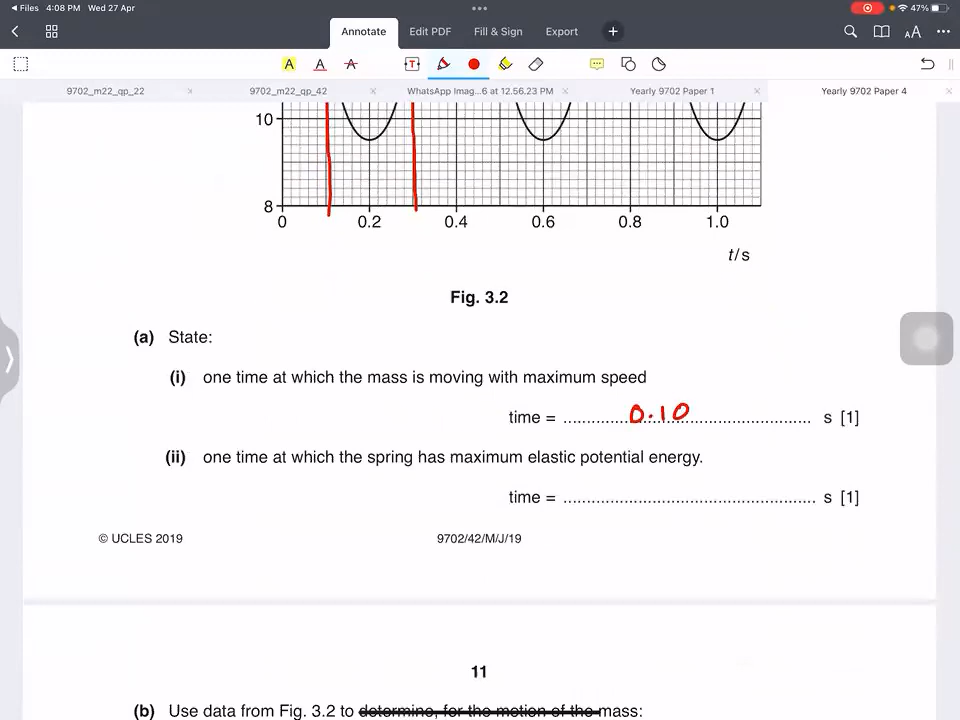 Files 4:08 PM Wed 27 Apr 47%
Annotate Edit PDF Fill & Sign Export
9702_m22_qp_22 9702_m22_qp_42 WhatsApp Imag...6 at 12.56.23 PM Yearly 9702 Paper 1 Yearly 9702 Paper 4
10
8
0 0.2 0.4 0.6 0.8 1.0
t/s
Fig. 3.2
(a) State:
(i) one time at which the mass is moving with maximum speed
time = 0.10 s [1]
(ii) one time at which the spring has maximum elastic potential energy.
time = ...................................................... s [1]
© UCLES 2019 9702/42/M/J/19
11
(b) Use data from Fig. 3.2 to determine, for the motion of the mass: